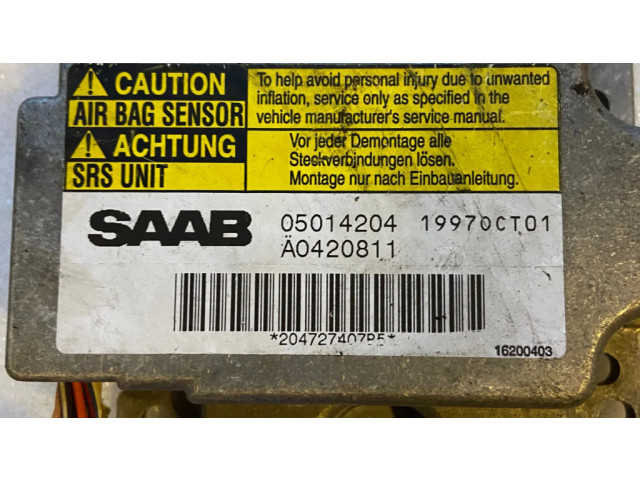 CAUTION
AIR BAG SENSOR
To help avoid personal injury due to unwanted
inflation, service only as specified in the
vehicle manufacturer's service manual.
ACHTUNG
SRS UNIT
Vor jeder Demontage alle
Steckverbindungen lösen.
Montage nur nach Einbauanleitung.
SAAB 05014204 1997OCT01
Ä0420811
*204727407B5*
16200403